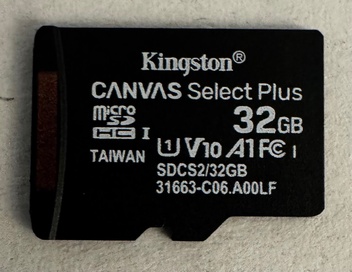 Kingston®
CANVAS Select Plus
micro SD HC I
32GB
TAIWAN U1 V10 A1 FC I
SDCS2/32GB
31663-C06.A00LF